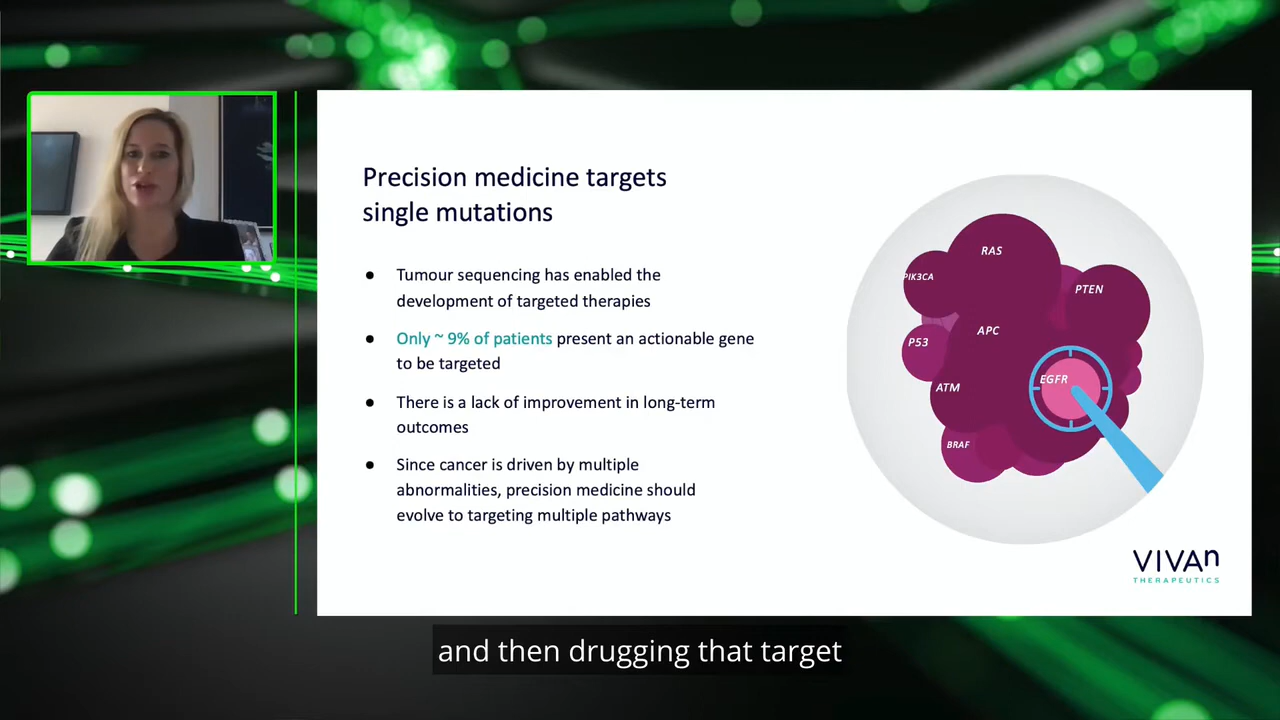 Precision medicine targets
single mutations
● Tumour sequencing has enabled the
development of targeted therapies
● Only ~ 9% of patients present an actionable gene
to be targeted
● There is a lack of improvement in long-term
outcomes
● Since cancer is driven by multiple
abnormalities, precision medicine should
evolve to targeting multiple pathways
RAS
PIK3CA
PTEN
APC
P53
EGFR
ATM
BRAF
VIVAn
THERAPEUTICS
and then drugging that target